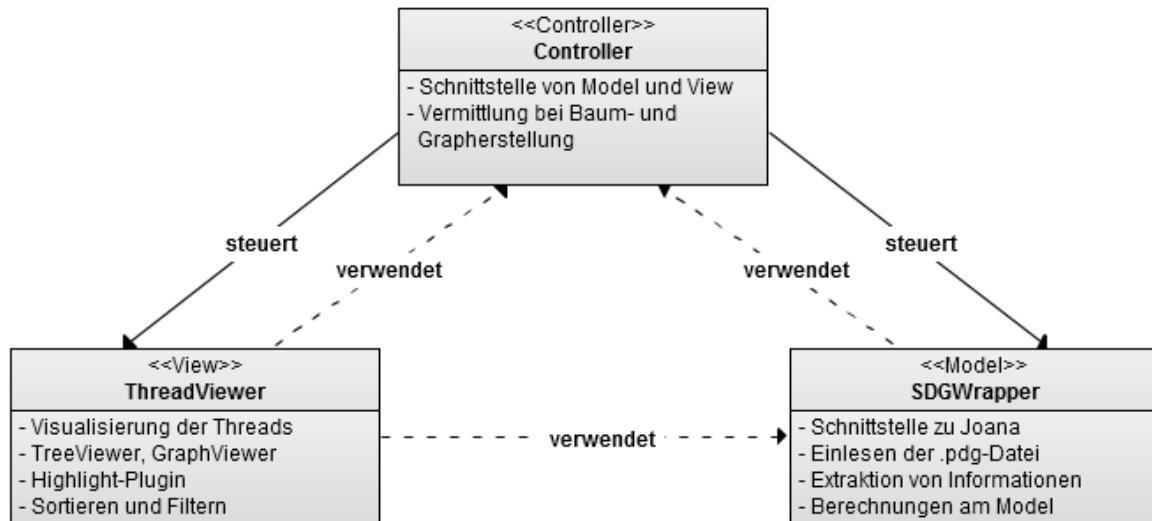 <<Controller>>
Controller
- Schnittstelle von Model und View
- Vermittlung bei Baum- und
Grapherstellung
steuert
steuert
verwendet
verwendet
<<View>>
ThreadViewer
- Visualisierung der Threads
- TreeViewer, GraphViewer
- Highlight-Plugin
- Sortieren und Filtern
verwendet
<<Model>>
SDGWrapper
- Schnittstelle zu Joana
- Einlesen der .pdg-Datei
- Extraktion von Informationen
- Berechnungen am Model